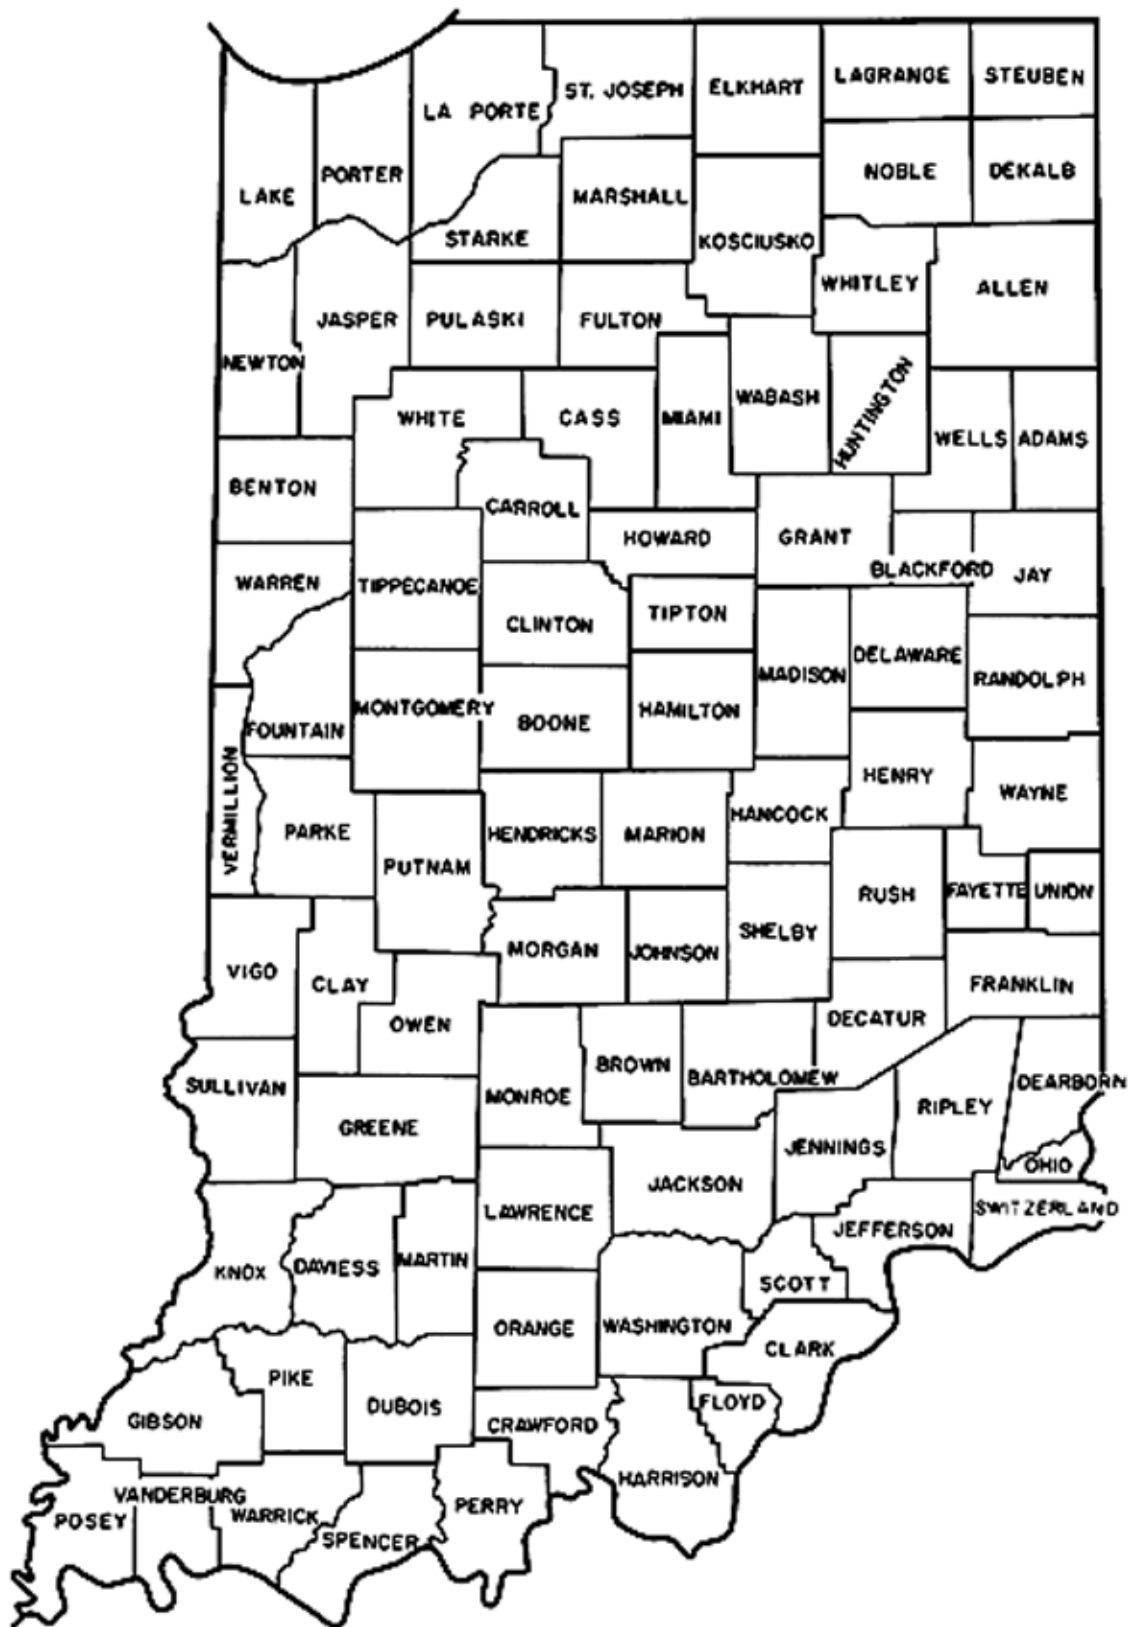 LAGRANGE
STEUBEN
ST. JOSEPH
ELKHART
LA PORTE
NOBLE
DEKALB
PORTER
LAKE
MARSHALL
STARKE
KOSCIUSKO
WHITLEY
ALLEN
JASPER
PULASKI
FULTON
NEWTON
WHITE
CASS
MIAMI
WABASH
HUNTINGTON
WELLS
ADAMS
BENTON
CARROLL
HOWARD
GRANT
BLACKFORD
JAY
WARREN
TIPPECANOE
CLINTON
TIPTON
MADISON
DELAWARE
RANDOLPH
FOUNTAIN
MONTGOMERY
BOONE
HAMILTON
VERMILLION
HENRY
WAYNE
PARKE
PUTNAM
HENDRICKS
MARION
HANCOCK
RUSH
FAYETTE
UNION
VIGO
CLAY
MORGAN
JOHNSON
SHELBY
FRANKLIN
OWEN
DECATUR
SULLIVAN
GREENE
MONROE
BROWN
BARTHOLOMEW
RIPLEY
DEARBORN
JENNINGS
OHIO
JACKSON
LAWRENCE
JEFFERSON
SWITZERLAND
KNOX
DAVIESS
MARTIN
SCOTT
ORANGE
WASHINGTON
CLARK
PIKE
GIBSON
DUBOIS
CRAWFORD
FLOYD
HARRISON
POSEY
VANDERBURG
WARRICK
SPENCER
PERRY